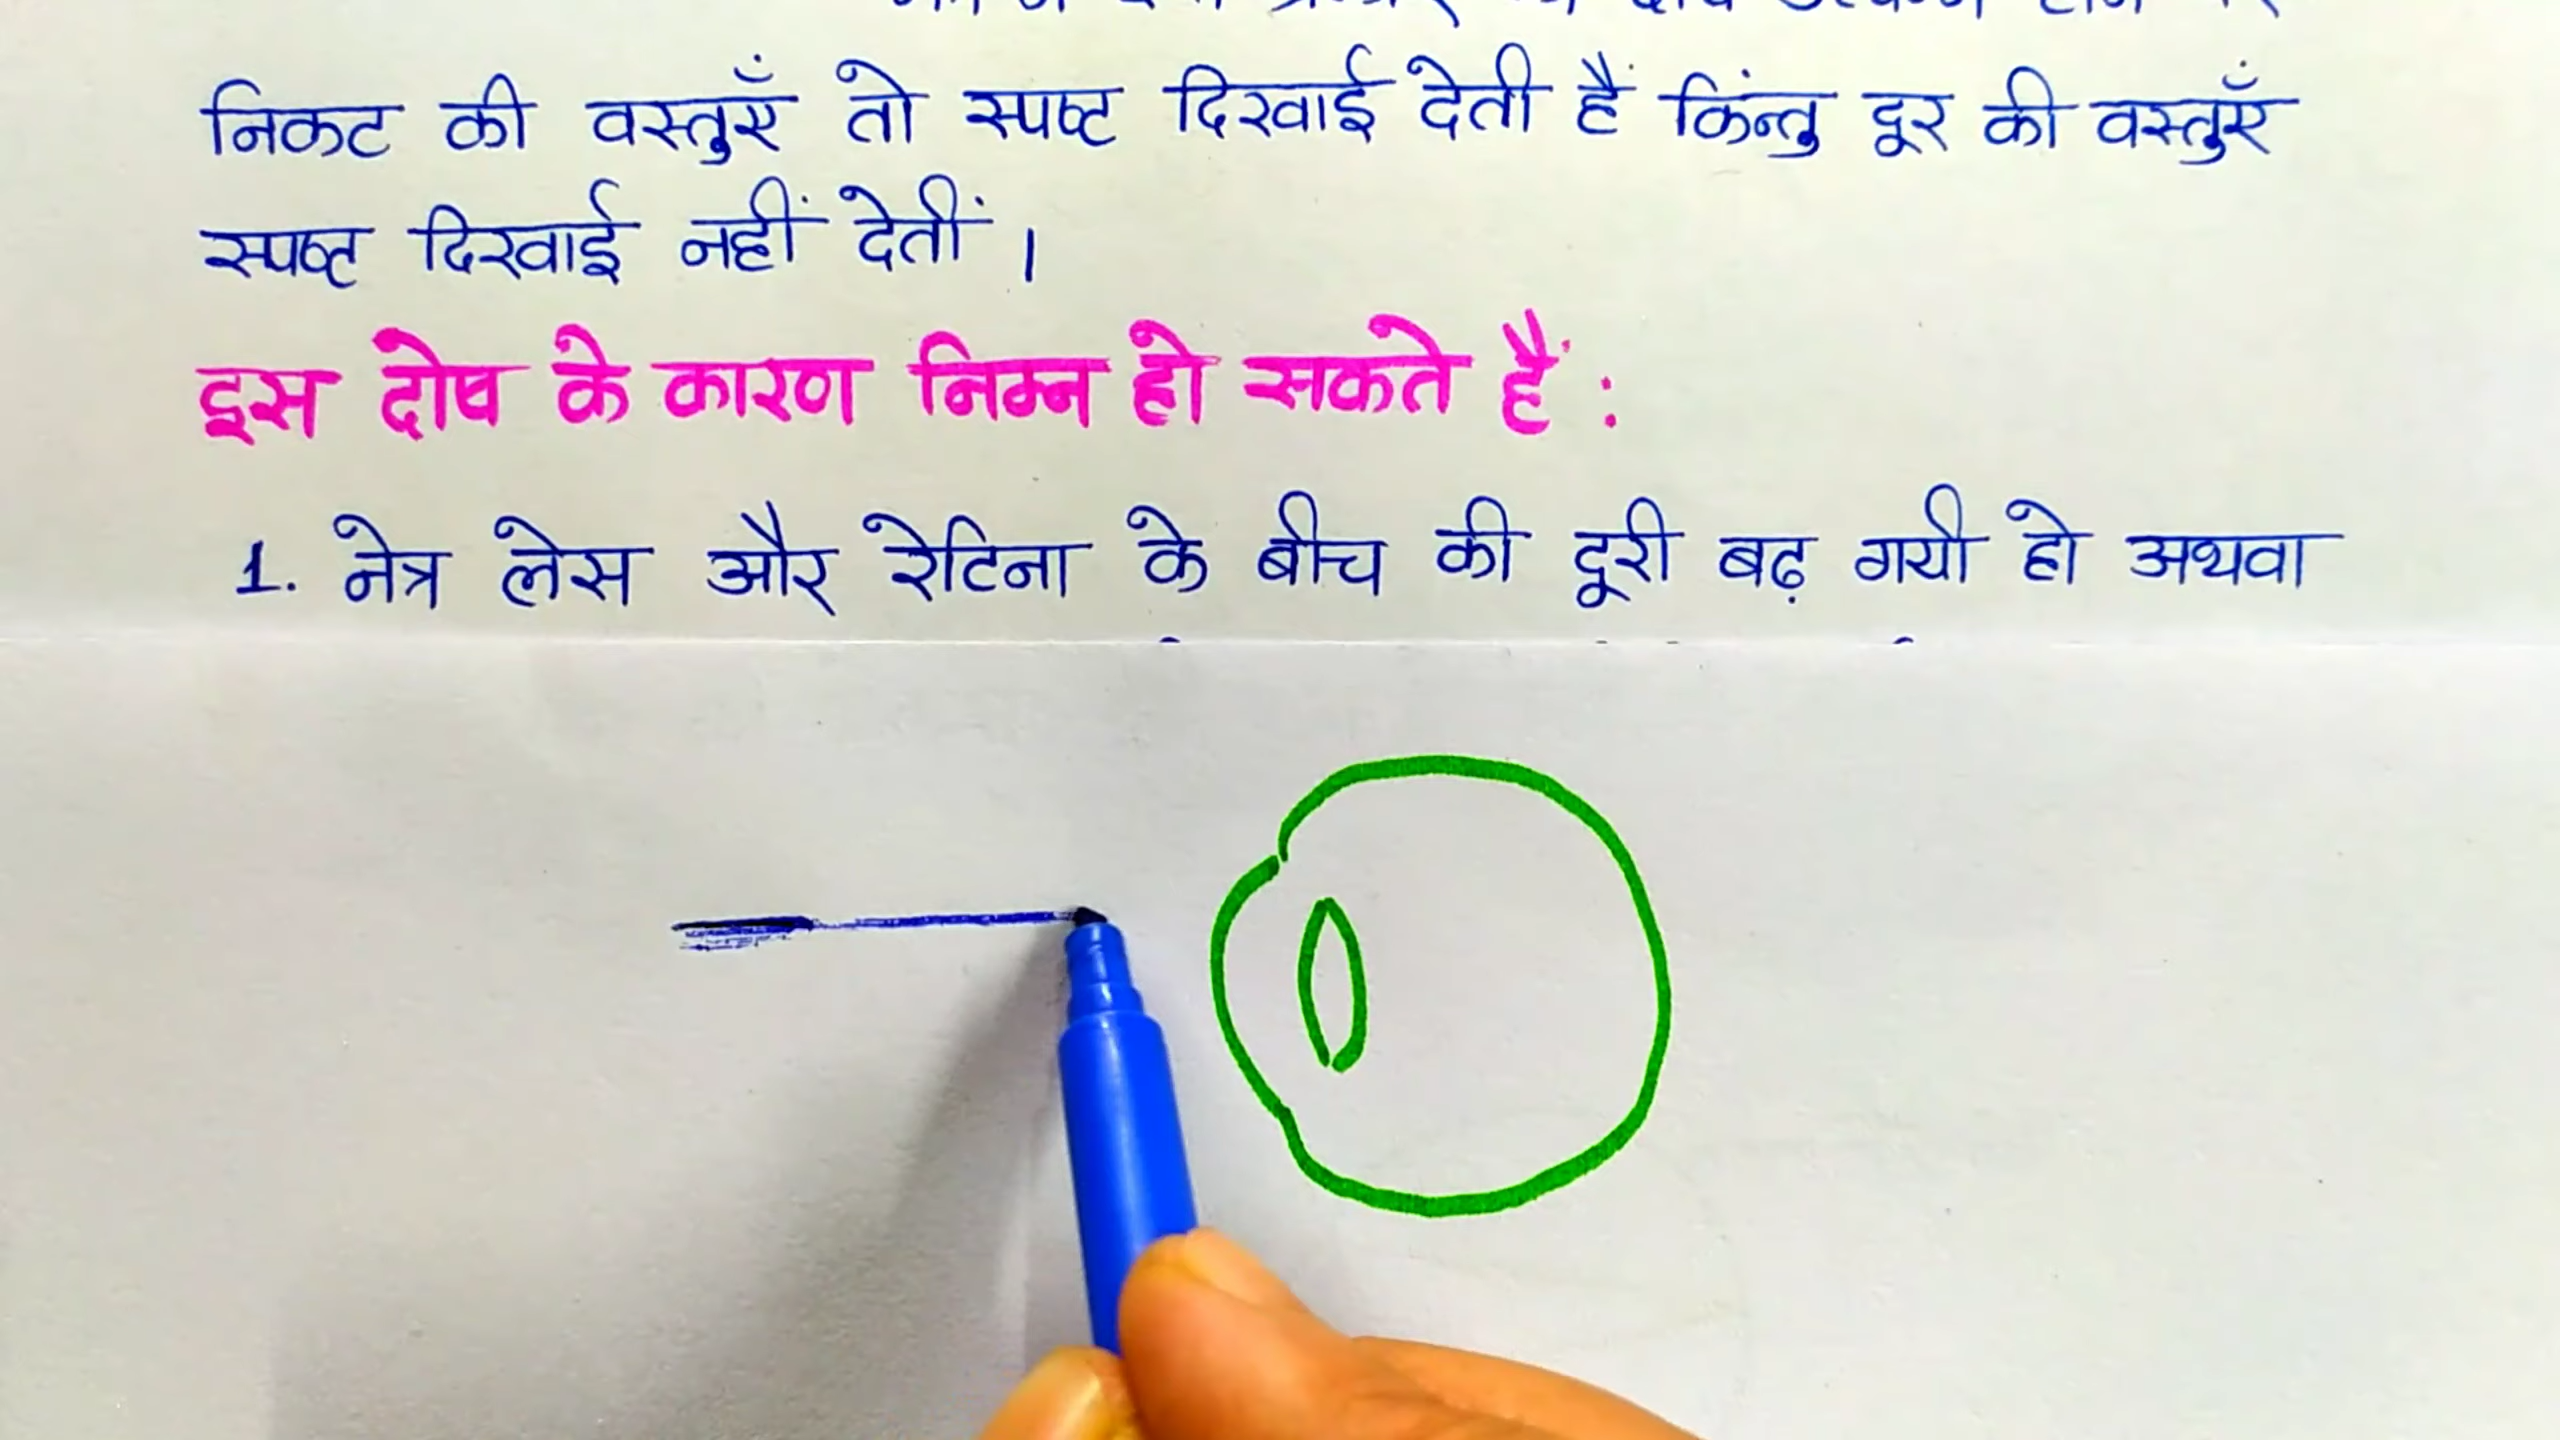 निकट की वस्तुएँ तो स्पष्ट दिखाई देती हैं किंन्तु दूर की वस्तुएँ
स्पष्ट दिखाई नहीं देतीं ।
इस दोष के कारण निम्न हो सकते हैं :
1. नेत्र लेंस और रेटिना के बीच की दूरी बढ़ गयी हो अथवा